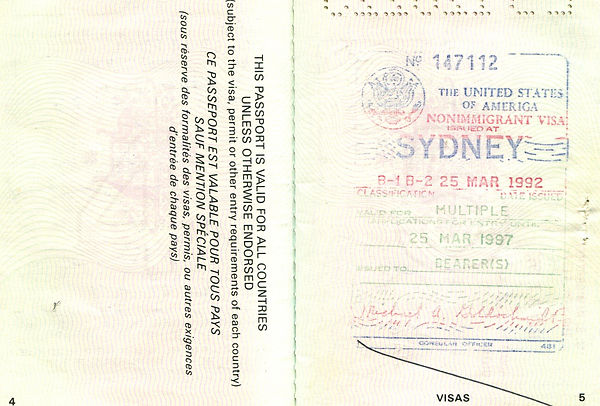 THIS PASSPORT IS VALID FOR ALL COUNTRIES
UNLESS OTHERWISE ENDORSED
(subject to the visa, permit or other entry requirements of each country)
CE PASSEPORT EST VALABLE POUR TOUS PAYS
SAUF MENTION SPÉCIALE
(sous réserve des formalités des visas, permis, ou autres exigences
d'entrée de chaque pays)
4
Nº 147112
THE UNITED STATES
OF AMERICA
NONIMMIGRANT VISA
ISSUED AT
SYDNEY
B-1 B-2 25 MAR 1992
CLASSIFICATION DATE ISSUED
VALID FOR MULTIPLE
APPLICATIONS FOR ENTRY UNTIL
25 MAR 1997
ISSUED TO BEARER(S)
CONSULAR OFFICER 481
VISAS
5